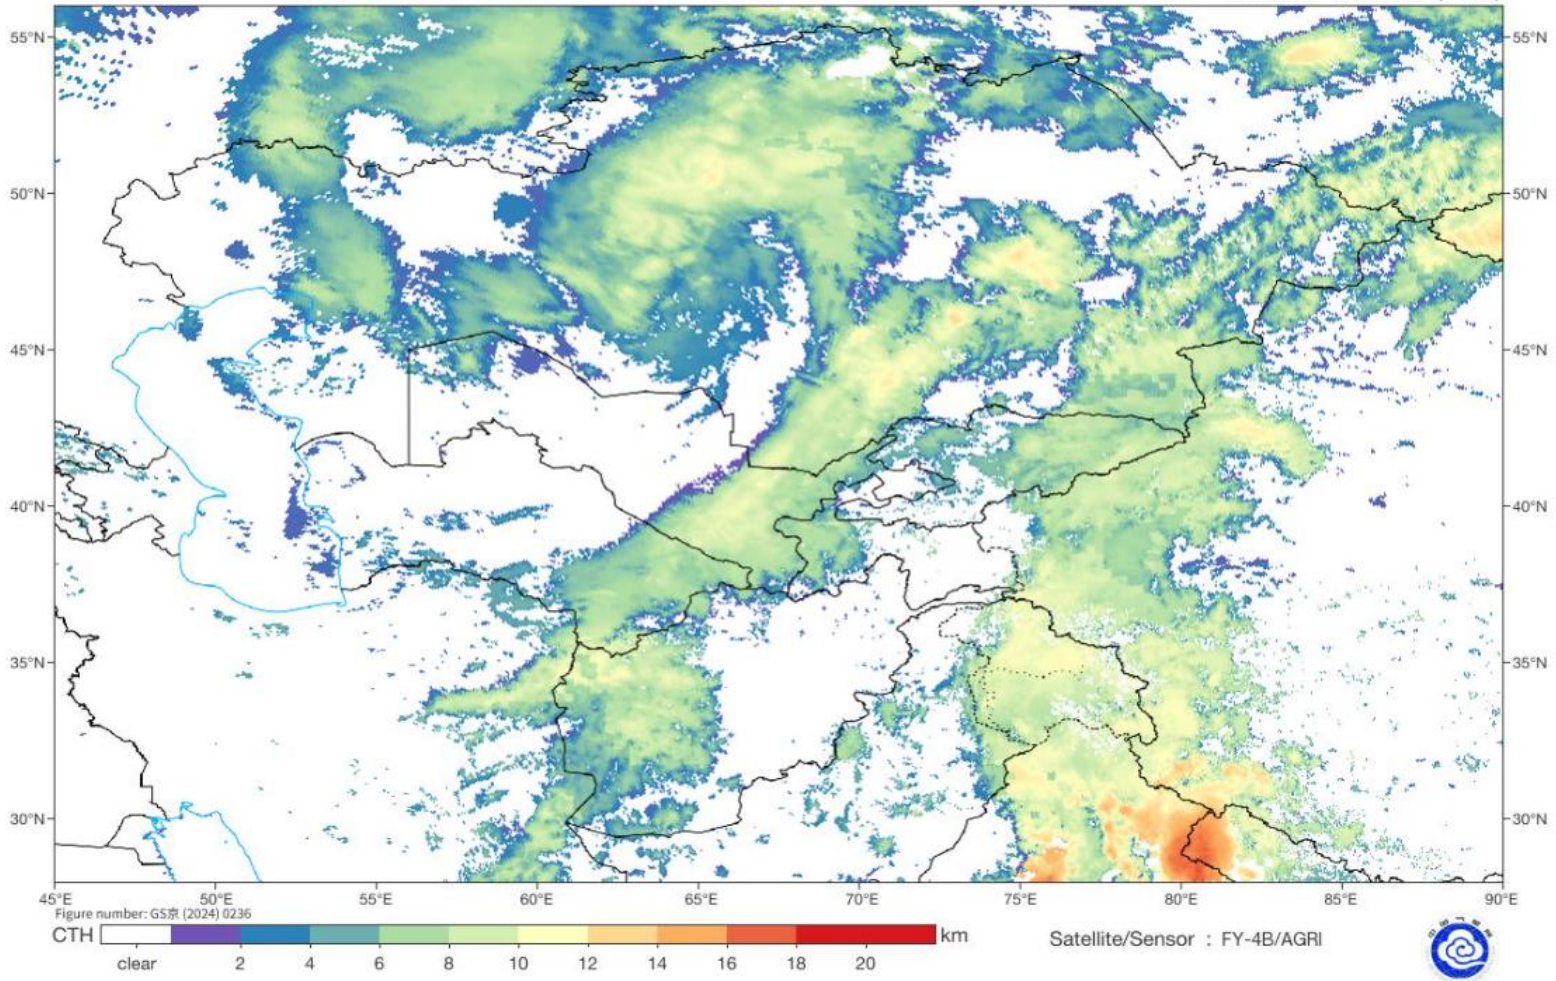 55°N
55°N
50°N
50°N
45°N
45°N
40°N
40°N
35°N
35°N
30°N
30°N
45°E 50°E 55°E 60°E 65°E 70°E 75°E 80°E 85°E 90°E
Figure number: GS京 (2024) 0236
CTH km
clear 2 4 6 8 10 12 14 16 18 20
Satellite/Sensor : FY-4B/AGRI